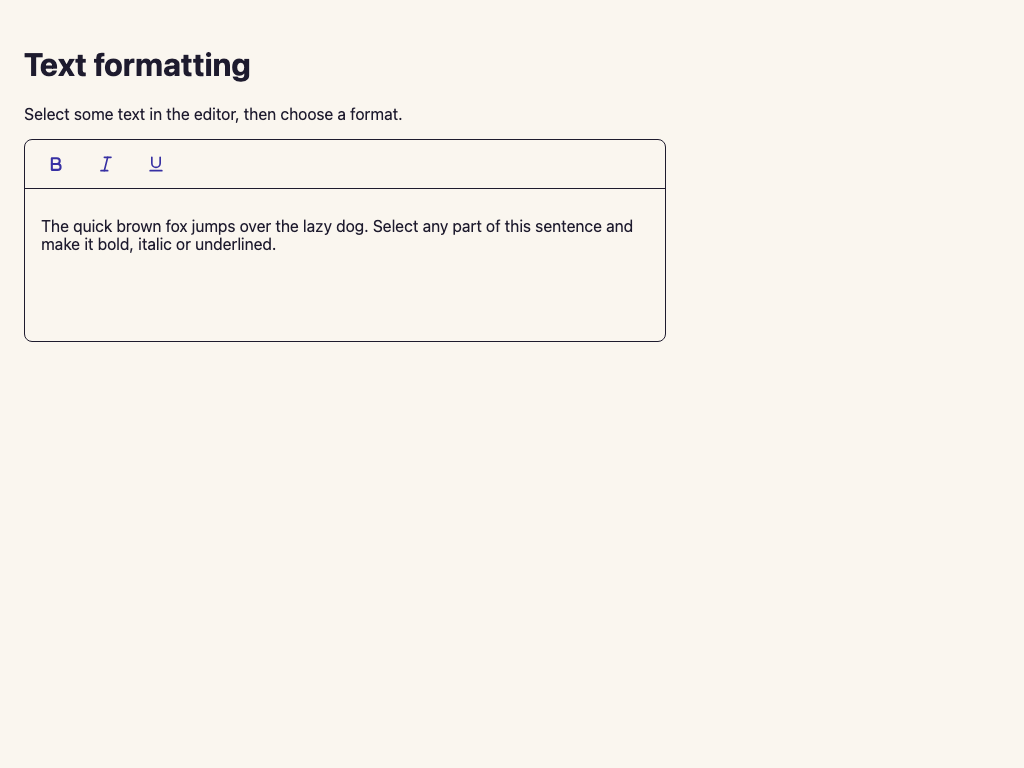 Text formatting
Select some text in the editor, then choose a format.
B I U
The quick brown fox jumps over the lazy dog. Select any part of this sentence and
make it bold, italic or underlined.